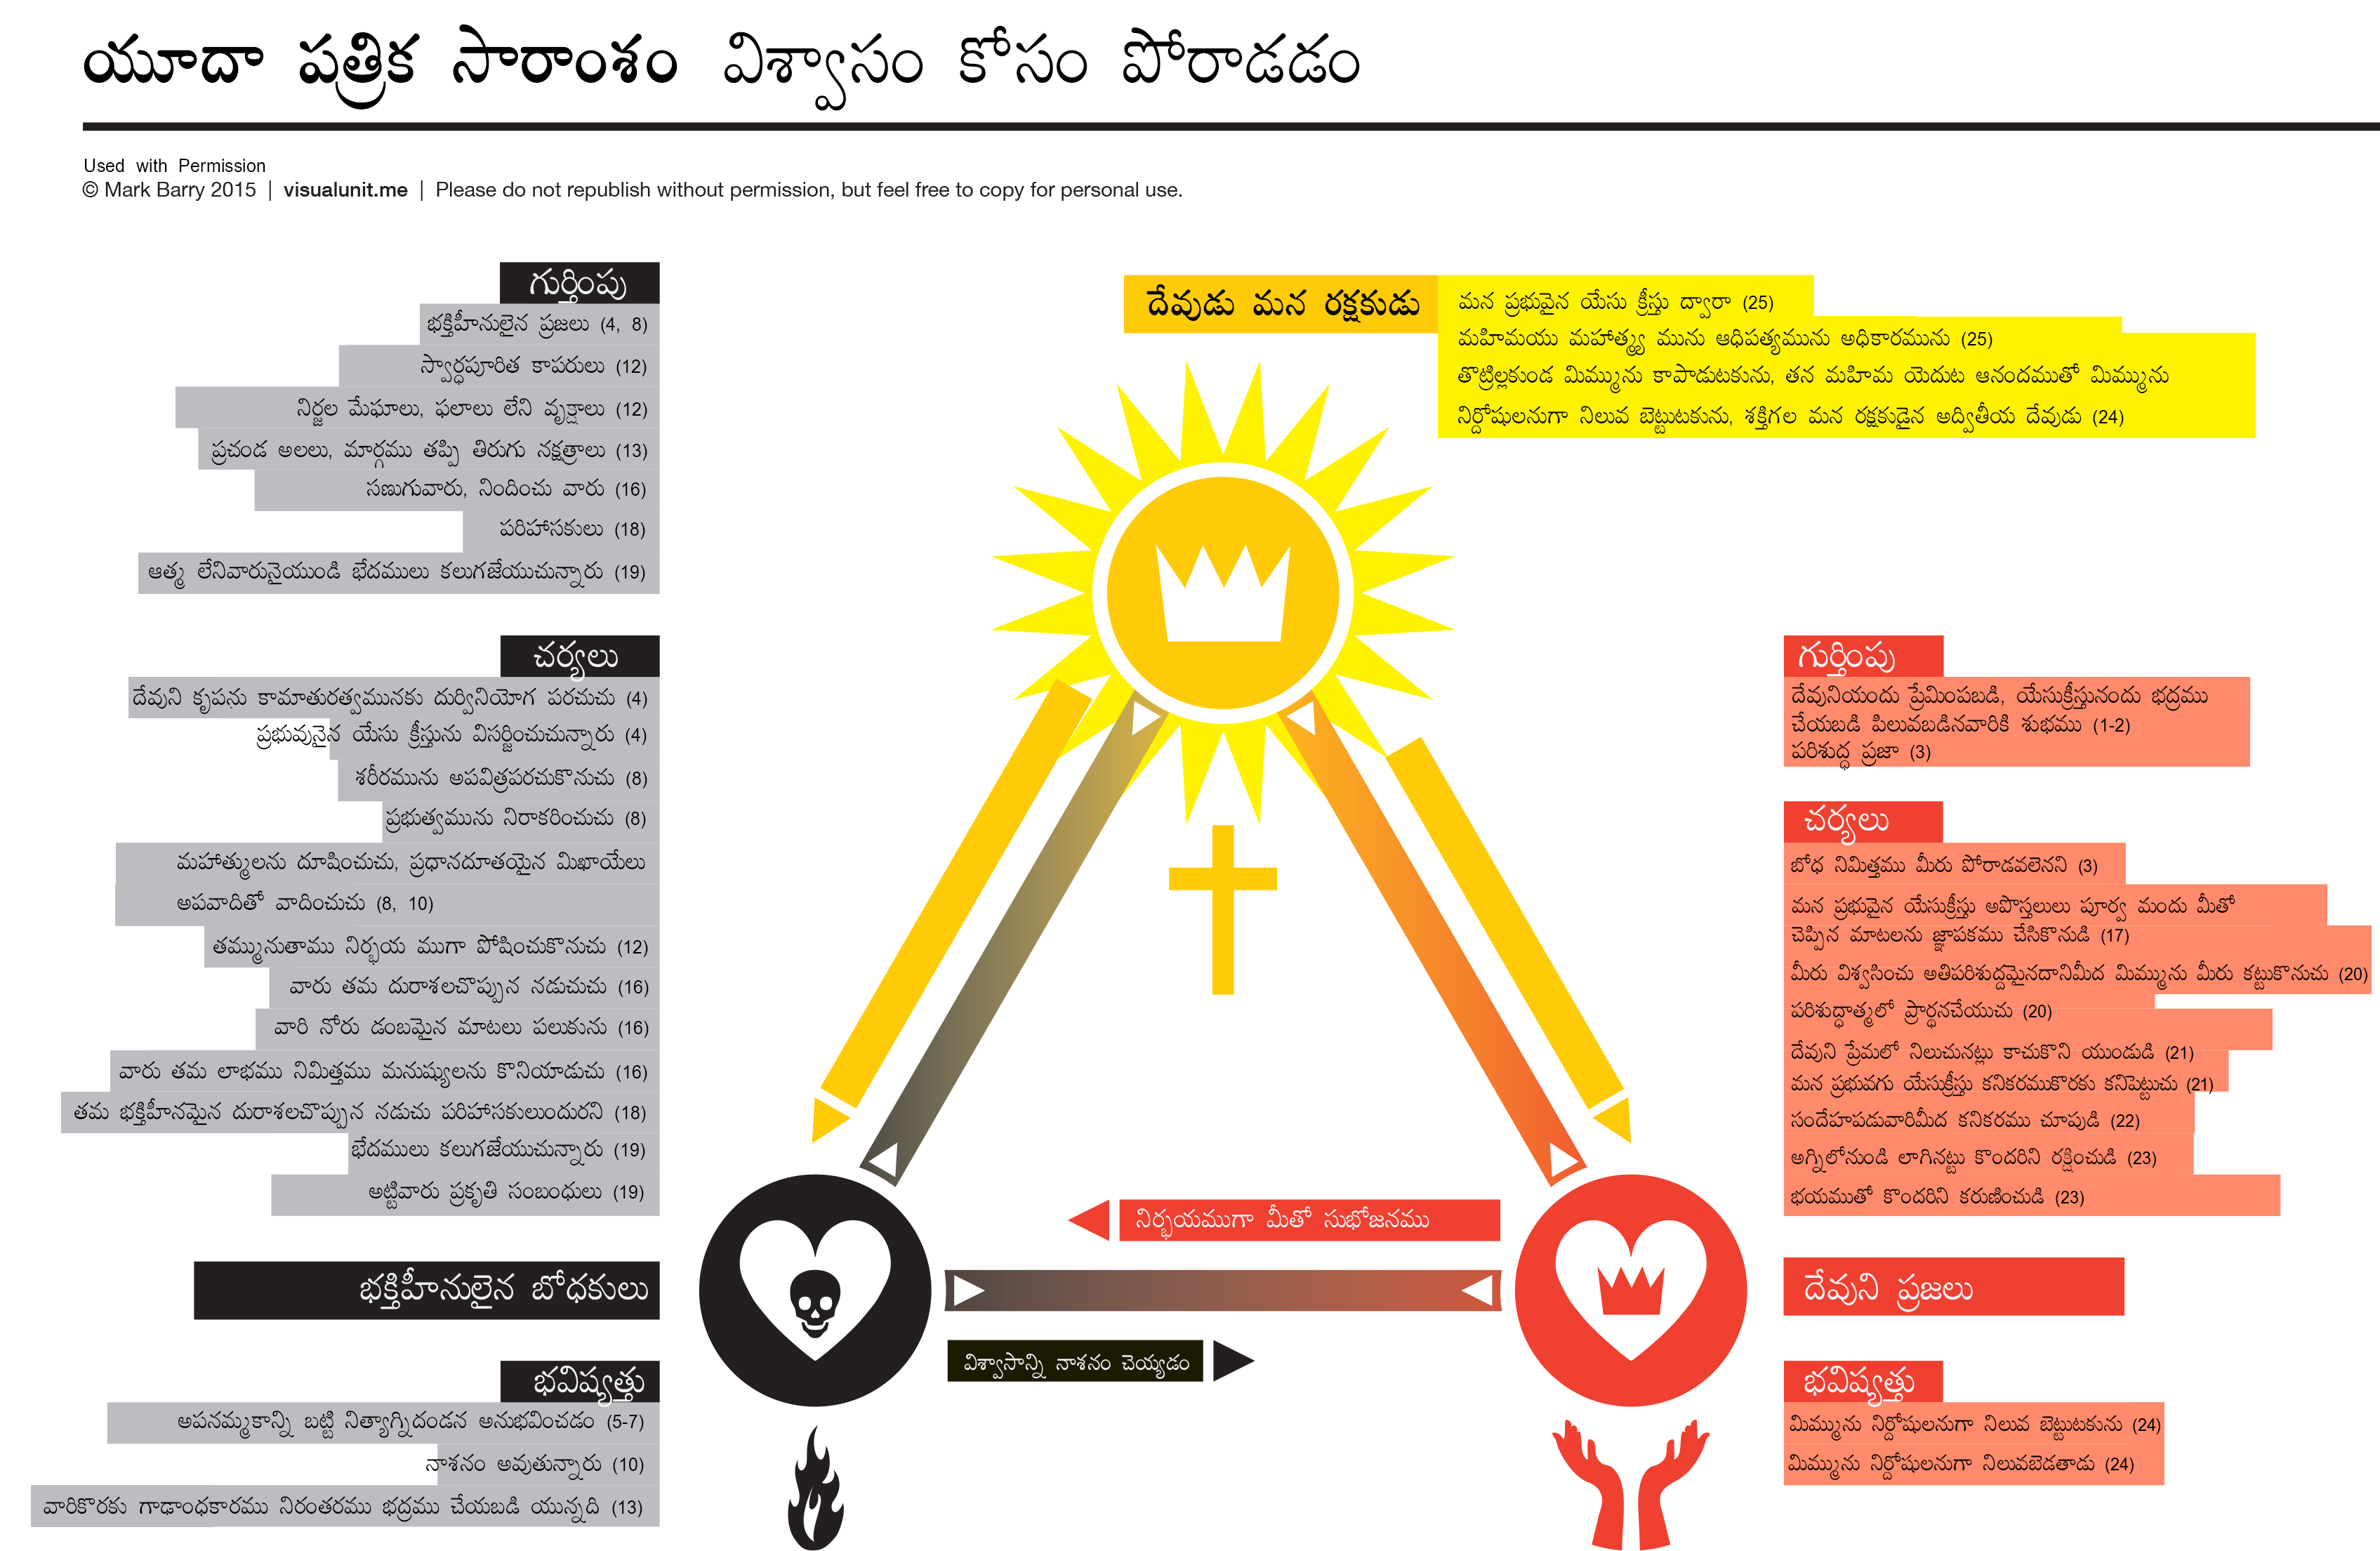 యూదా పత్రిక సారాంశం విశ్వాసం కోసం పోరాడడం
Used with Permission
© Mark Barry 2015 | visualunit.me | Please do not republish without permission, but feel free to copy for personal use.
గుర్తింపు
భక్తిహీనులైన ప్రజలు (4, 8)
స్వార్ధపూరిత కాపరులు (12)
నిర్జల మేఘాలు, ఫలాలు లేని వృక్షాలు (12)
ప్రచండ అలలు, మార్గము తప్పి తిరుగు నక్షత్రాలు (13)
సణుగువారు, నిందించు వారు (16)
పరిహాసకులు (18)
ఆత్మ లేనివారునైయుండి భేదములు కలుగజేయుచున్నారు (19)
చర్యలు
దేవుని కృపను కామాతురత్వమునకు దుర్వినియోగ పరచుచు (4)
ప్రభువునైన యేసు క్రీస్తును విసర్జించుచున్నారు (4)
శరీరమును అపవిత్రపరచుకొనుచు (8)
ప్రభుత్వమును నిరాకరించుచు (8)
మహాత్ములను దూషించుచు, ప్రధానదూతయైన మిఖాయేలు
అపవాదితో వాదించుచు (8, 10)
తమ్మునుతాము నిర్భయ ముగా పోషించుకొనుచు (12)
వారు తమ దురాశలచొప్పున నడుచుచు (16)
వారి నోరు డంబమైన మాటలు పలుకును (16)
వారు తమ లాభము నిమిత్తము మనుష్యులను కొనియాడుచు (16)
తమ భక్తిహీనమైన దురాశలచొప్పున నడుచు పరిహాసకులుందురని (18)
భేదములు కలుగజేయుచున్నారు (19)
అట్టివారు ప్రకృతి సంబంధులు (19)
భక్తిహీనులైన బోధకులు
భవిష్యత్తు
అపనమ్మకాన్ని బట్టి నిత్యాగ్నిదండన అనుభవించడం (5-7)
నాశనం అవుతున్నారు (10)
వారికొరకు గాఢాంధకారము నిరంతరము భద్రము చేయబడి యున్నది (13)
దేవుడు మన రక్షకుడు
మన ప్రభువైన యేసు క్రీస్తు ద్వారా (25)
మహిమయు మహాత్మ్య మును ఆధిపత్యమును అధికారమును (25)
తొట్రిల్లకుండ మిమ్మును కాపాడుటకును, తన మహిమ యెదుట ఆనందముతో మిమ్మును
నిర్దోషులనుగా నిలువ బెట్టుటకును, శక్తిగల మన రక్షకుడైన అద్వితీయ దేవుడు (24)
నిర్భయముగా మీతో సుభోజనము
విశ్వాసాన్ని నాశనం చెయ్యడం
గుర్తింపు
దేవునియందు ప్రేమింపబడి, యేసుక్రీస్తునందు భద్రము
చేయబడి పిలువబడినవారికి శుభము (1-2)
పరిశుద్ధ ప్రజా (3)
చర్యలు
బోధ నిమిత్తము మీరు పోరాడవలెనని (3)
మన ప్రభువైన యేసుక్రీస్తు అపొస్తలులు పూర్వ మందు మీతో
చెప్పిన మాటలను జ్ఞాపకము చేసికొనుడి (17)
మీరు విశ్వసించు అతిపరిశుద్దమైనదానిమీద మిమ్మును మీరు కట్టుకొనుచు (20)
పరిశుద్ధాత్మలో ప్రార్థనచేయుచు (20)
దేవుని ప్రేమలో నిలుచునట్లు కాచుకొని యుండుడి (21)
మన ప్రభువగు యేసుక్రీస్తు కనికరముకొరకు కనిపెట్టుచు (21)
సందేహపడువారిమీద కనికరము చూపుడి (22)
అగ్నిలోనుండి లాగినట్టు కొందరిని రక్షించుడి (23)
భయముతో కొందరిని కరుణించుడి (23)
దేవుని ప్రజలు
భవిష్యత్తు
మిమ్మును నిర్దోషులనుగా నిలువ బెట్టుటకును (24)
మిమ్మును నిర్దోషులనుగా నిలువబెడతాడు (24)